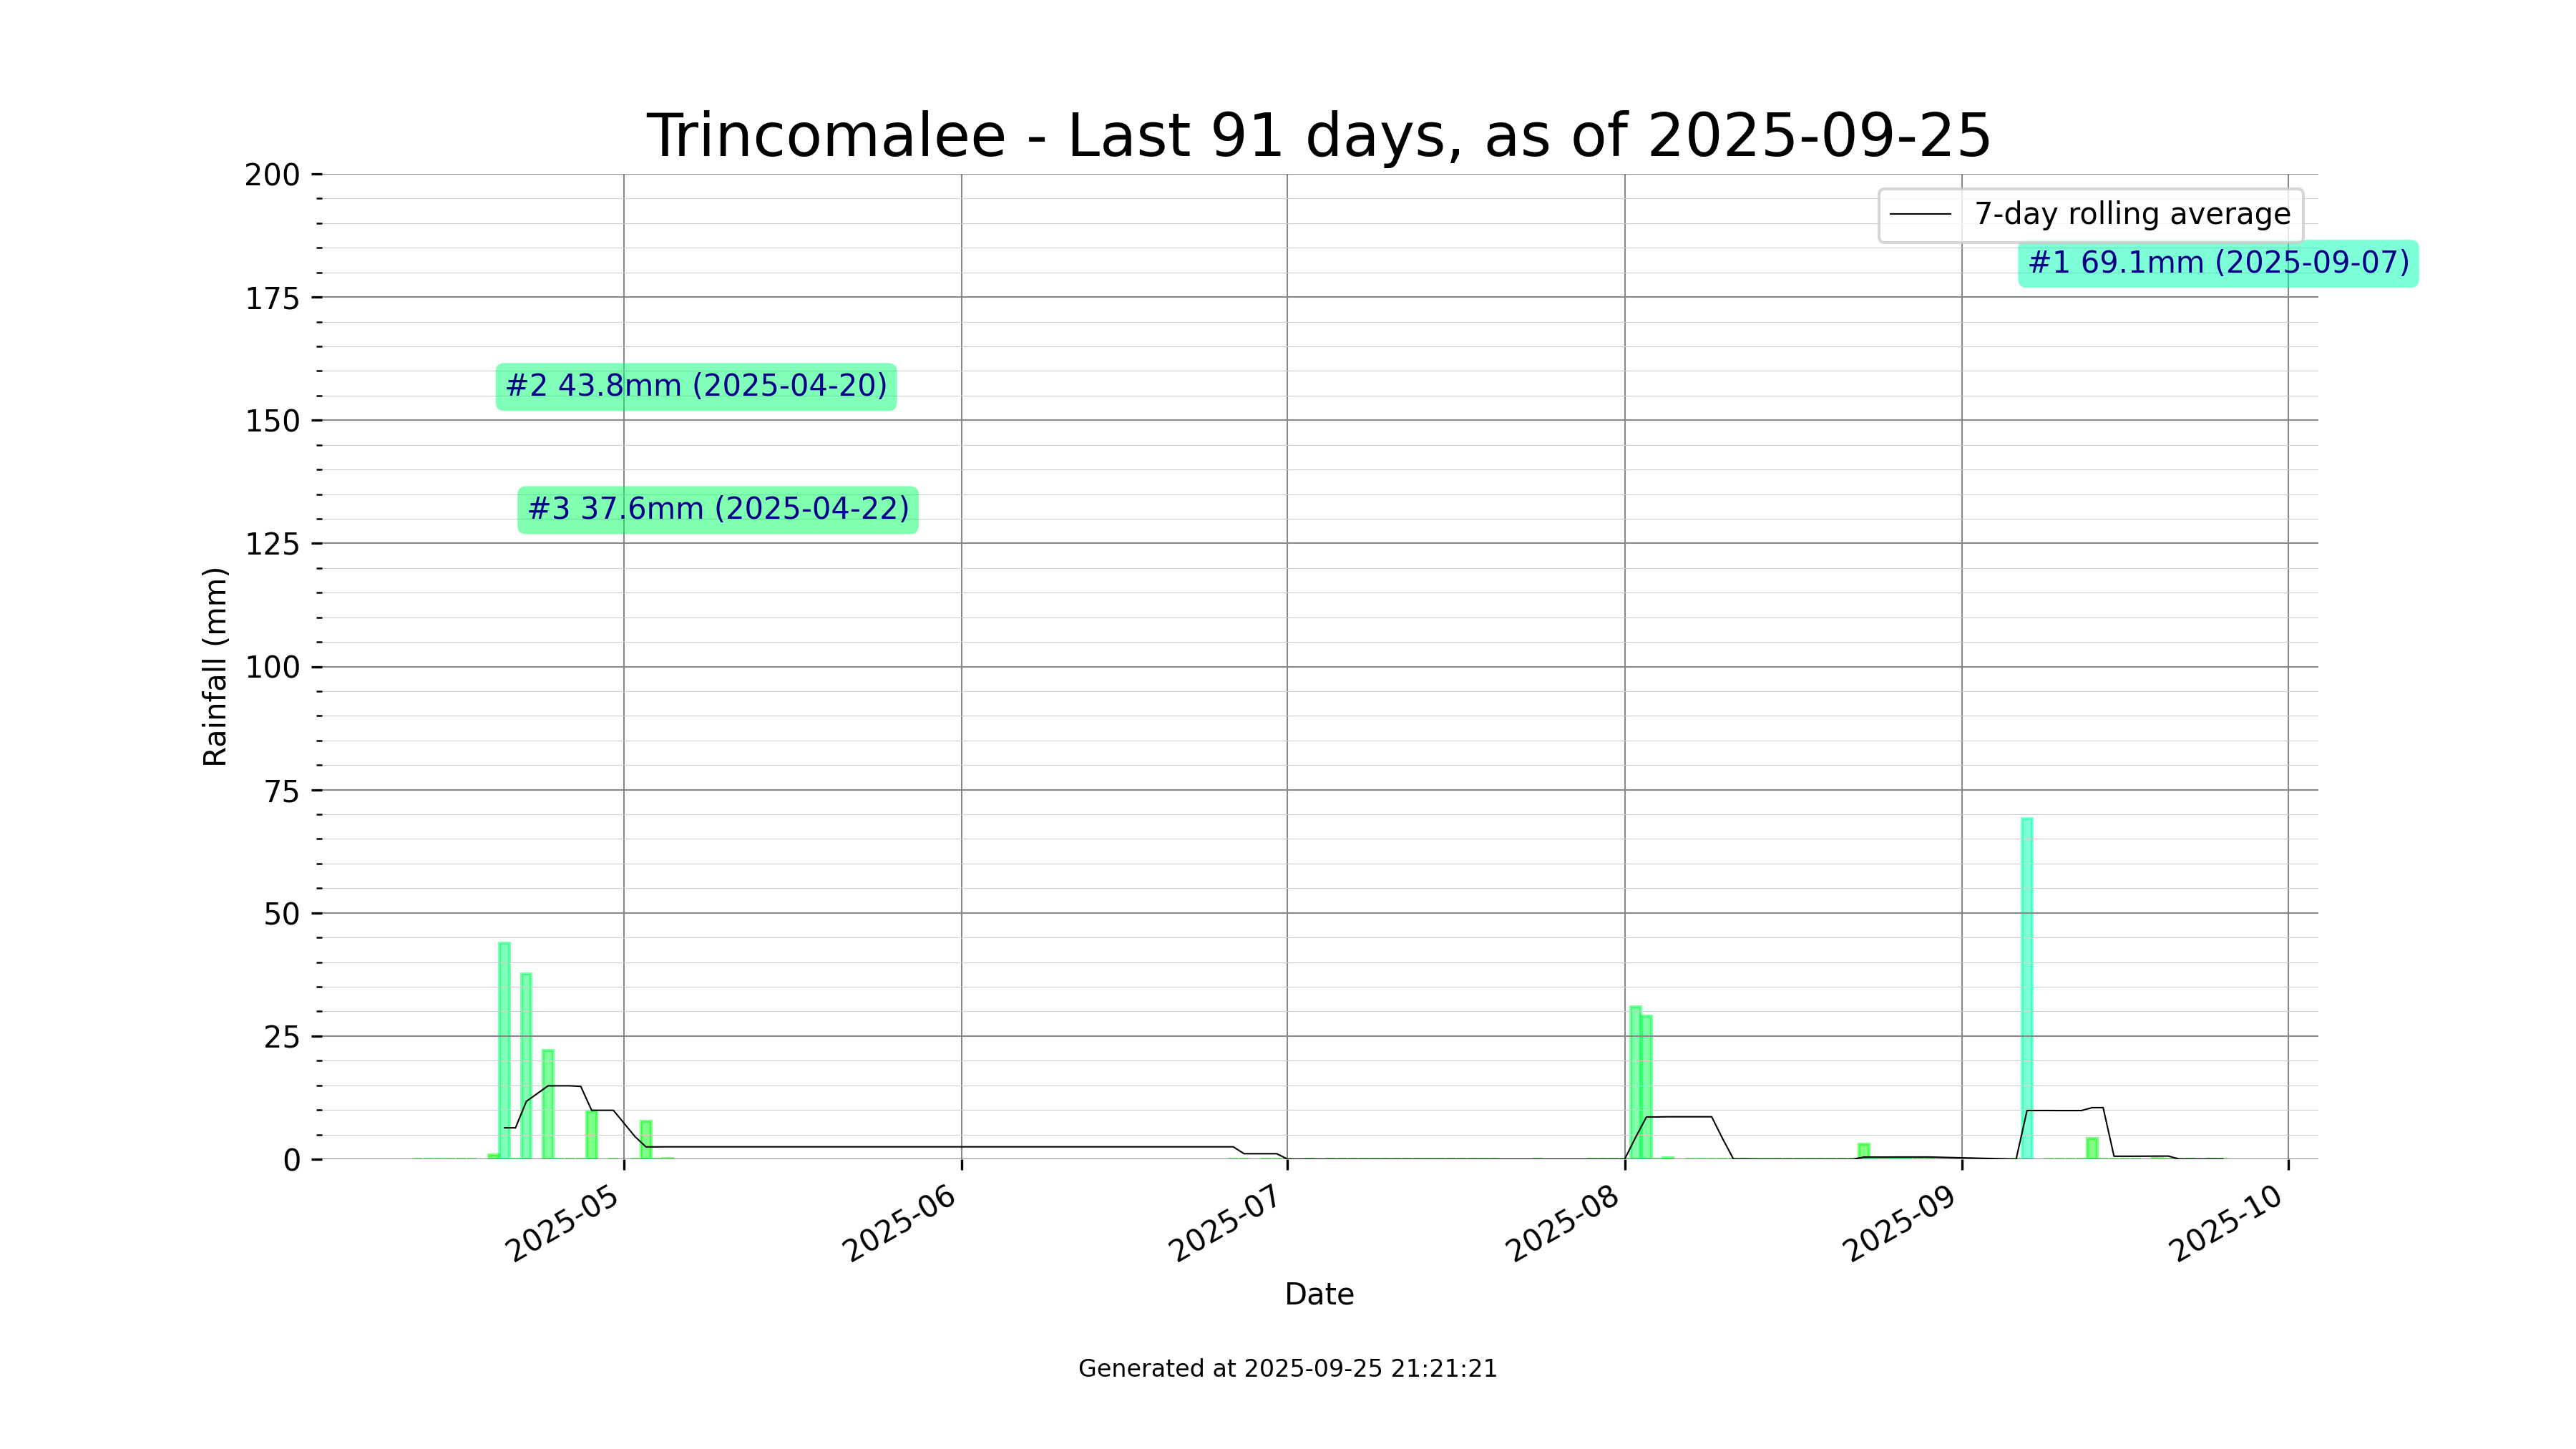 Trincomalee - Last 91 days, as of 2025-09-25
200
175
150
125
100
75
50
25
0
Rainfall (mm)
7-day rolling average
#1 69.1mm (2025-09-07)
#2 43.8mm (2025-04-20)
#3 37.6mm (2025-04-22)
2025-05
2025-06
2025-07
2025-08
2025-09
2025-10
Date
Generated at 2025-09-25 21:21:21